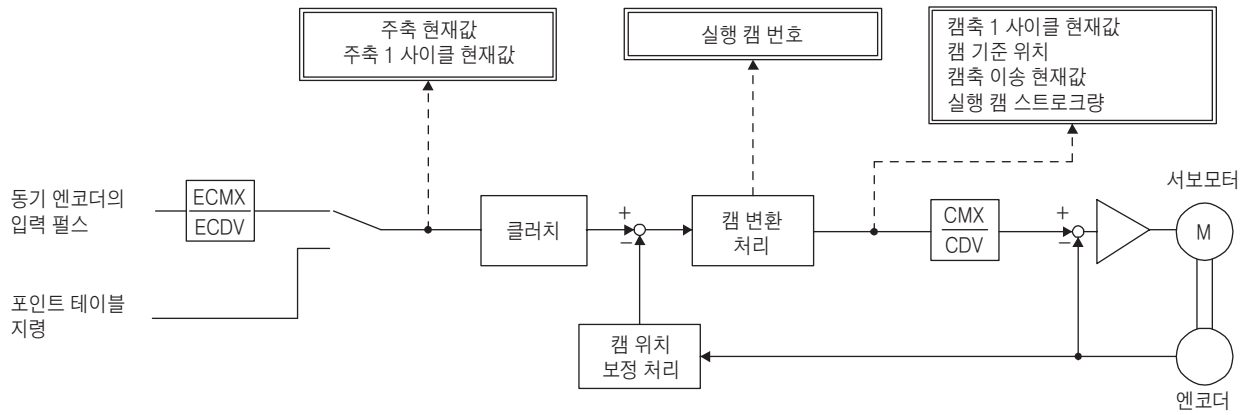 주축 현재값
주축 1 사이클 현재값
실행 캠 번호
캠축 1 사이클 현재값
캠 기준 위치
캠축 이송 현재값
실행 캠 스트로크량
동기 엔코더의
입력 펄스
ECMX
ECDV
클러치
+
−
캠 변환
처리
CMX
CDV
+
−
서보모터
M
포인트 테이블
지령
캠 위치
보정 처리
엔코더